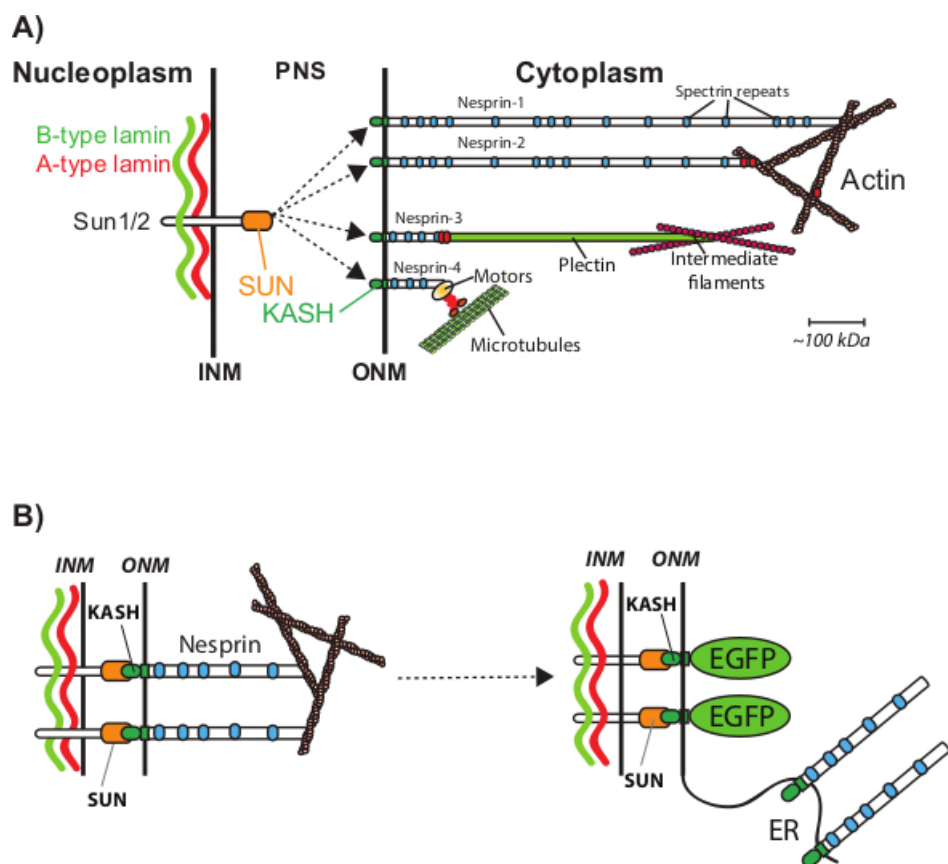 A)
Nucleoplasm
PNS
Cytoplasm
Nesprin-1
Spectrin repeats
B-type lamin
A-type lamin
Nesprin-2
Actin
Sun1/2
Nesprin-3
Plectin
Intermediate
filaments
SUN
Nesprin-4
Motors
KASH
Microtubules
~100 kDa
INM
ONM
B)
INM
ONM
KASH
Nesprin
SUN
INM
ONM
KASH
EGFP
EGFP
SUN
ER